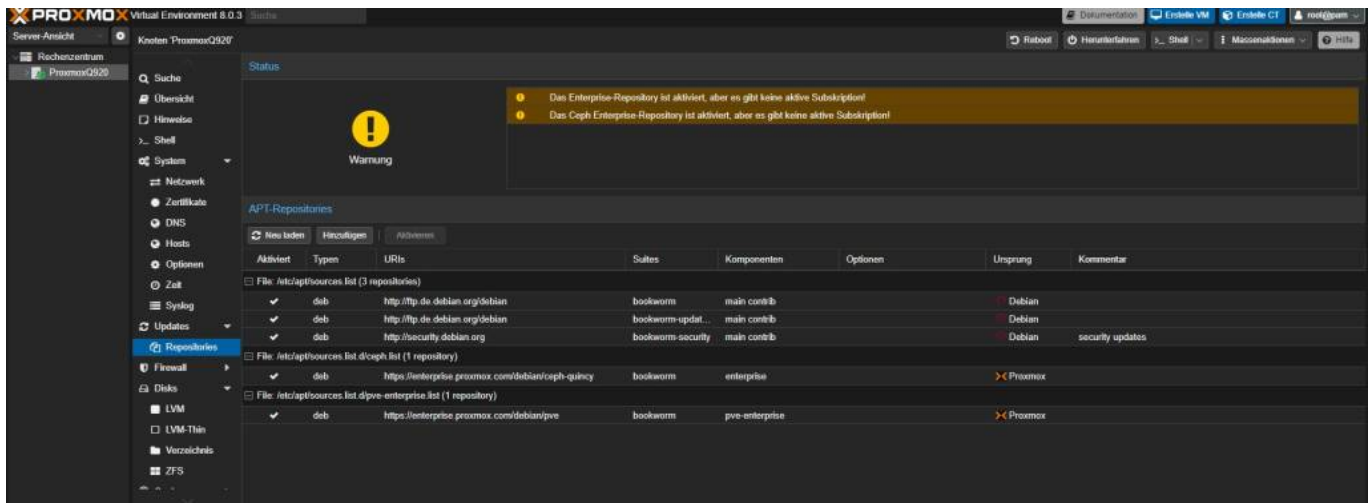 PROXMOX Virtual Environment 8.0.3 Suche Dokumentation Erstelle VM Erstelle CT root@pam
Server-Ansicht Knoten 'ProxmoxQ920' Reboot Herunterfahren >_ Shell Massenaktionen Hilfe
Rechenzentrum
ProxmoxQ920
Suche
Übersicht
Hinweise
>_ Shell
System
Netzwerk
Zertifikate
DNS
Hosts
Optionen
Zeit
Syslog
Updates
Repositories
Firewall
Disks
LVM
LVM-Thin
Verzeichnis
ZFS
Status
Warnung
Das Enterprise-Repository ist aktiviert, aber es gibt keine aktive Subskription!
Das Ceph Enterprise-Repository ist aktiviert, aber es gibt keine aktive Subskription!
APT-Repositories
Neu laden Hinzufügen Aktivieren
Aktiviert Typen URIs Suites Komponenten Optionen Ursprung Kommentar
File: /etc/apt/sources.list (3 repositories)
deb http://ftp.de.debian.org/debian bookworm main contrib Debian
deb http://ftp.de.debian.org/debian bookworm-updat... main contrib Debian
deb http://security.debian.org bookworm-security main contrib Debian security updates
File: /etc/apt/sources.list.d/ceph.list (1 repository)
deb https://enterprise.proxmox.com/debian/ceph-quincy bookworm enterprise Proxmox
File: /etc/apt/sources.list.d/pve-enterprise.list (1 repository)
deb https://enterprise.proxmox.com/debian/pve bookworm pve-enterprise Proxmox